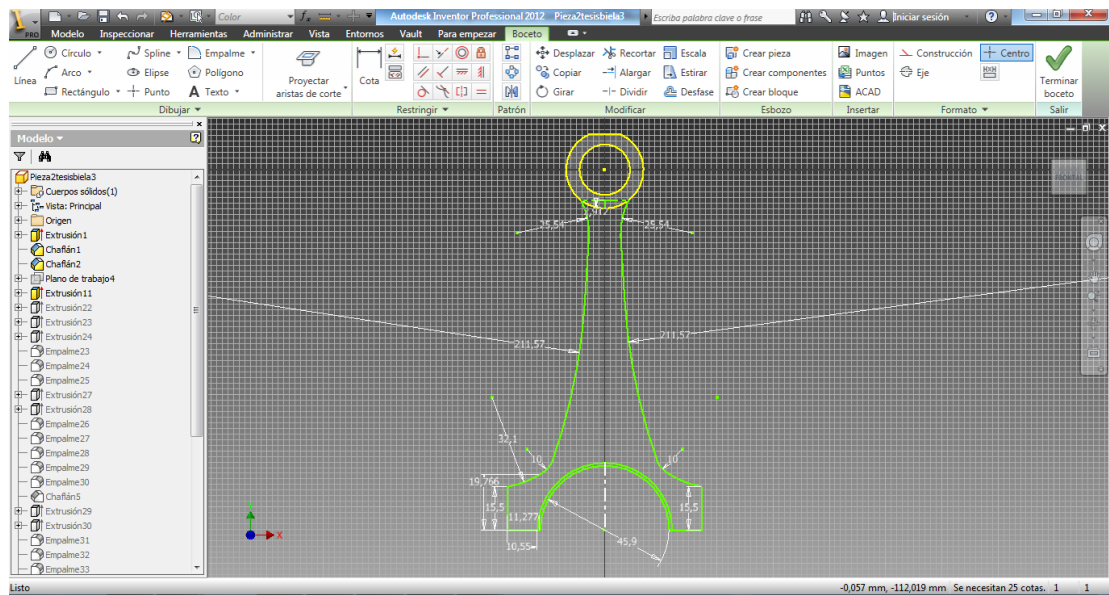 PRO
Color
Autodesk Inventor Professional 2012 Pieza2tesisbiela3
Escriba palabra clave o frase
Iniciar sesión
Modelo Inspeccionar Herramientas Administrar Vista Entornos Vault Para empezar Boceto
Línea
Círculo
Arco
Rectángulo
Spline
Elipse
Punto
Empalme
Polígono
A Texto
Proyectar
aristas de corte
Cota
Desplazar
Copiar
Girar
Recortar
Alargar
Dividir
Escala
Estirar
Desfase
Crear pieza
Crear componentes
Crear bloque
Imagen
Puntos
ACAD
Construcción
Eje
Centro
Terminar
boceto
Dibujar Restringir Patrón Modificar Esbozo Insertar Formato Salir
Modelo
Pieza2tesisbiela3
Cuerpos sólidos(1)
Vista: Principal
Origen
Extrusión1
Chaflán1
Chaflán2
Plano de trabajo4
Extrusión11
Extrusión22
Extrusión23
Extrusión24
Empalme23
Empalme24
Empalme25
Extrusión27
Extrusión28
Empalme26
Empalme27
Empalme28
Empalme29
Empalme30
Chaflán5
Extrusión29
Extrusión30
Empalme31
Empalme32
Empalme33
25,54
25,54
211,57
211,57
32,1
10
10
19,766
15,5
11,277
15,5
10,55
45,9
X
Listo
-0,057 mm, -112,019 mm Se necesitan 25 cotas. 1 1